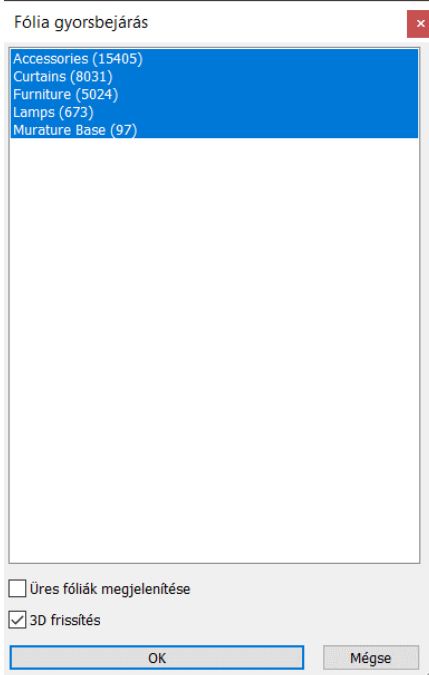 Fólia gyorsbejárás
Accessories (15405)
Curtains (8031)
Furniture (5024)
Lamps (673)
Murature Base (97)
Üres fóliák megjelenítése
3D frissítés
OK
Mégse